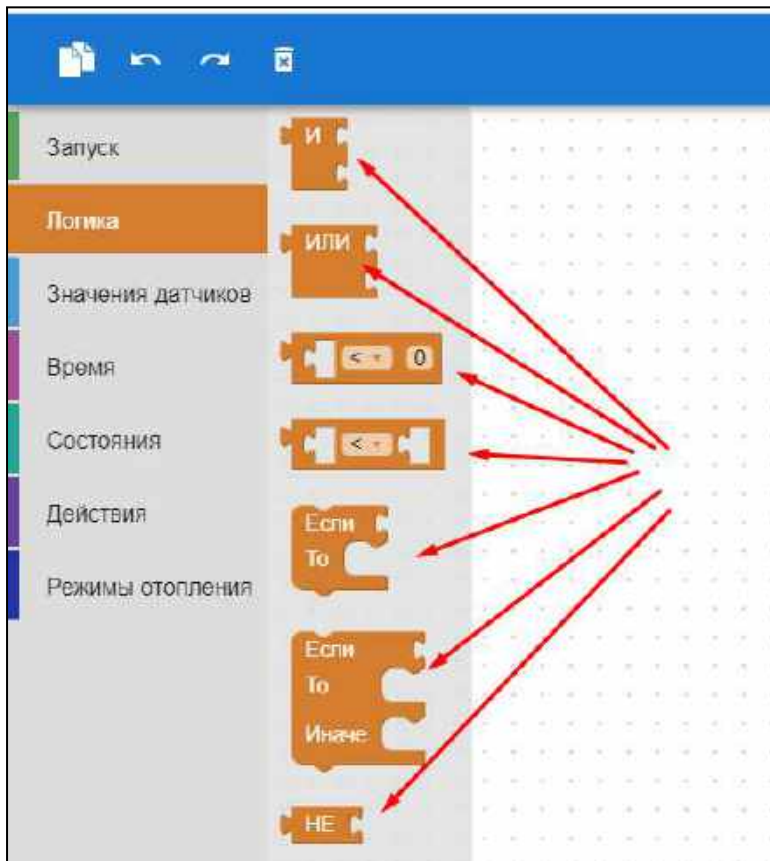 Запуск
Логика
Значения датчиков
Время
Состояния
Действия
Режимы отопления
И
ИЛИ
< 0
<
Если
То
Если
То
Иначе
НЕ